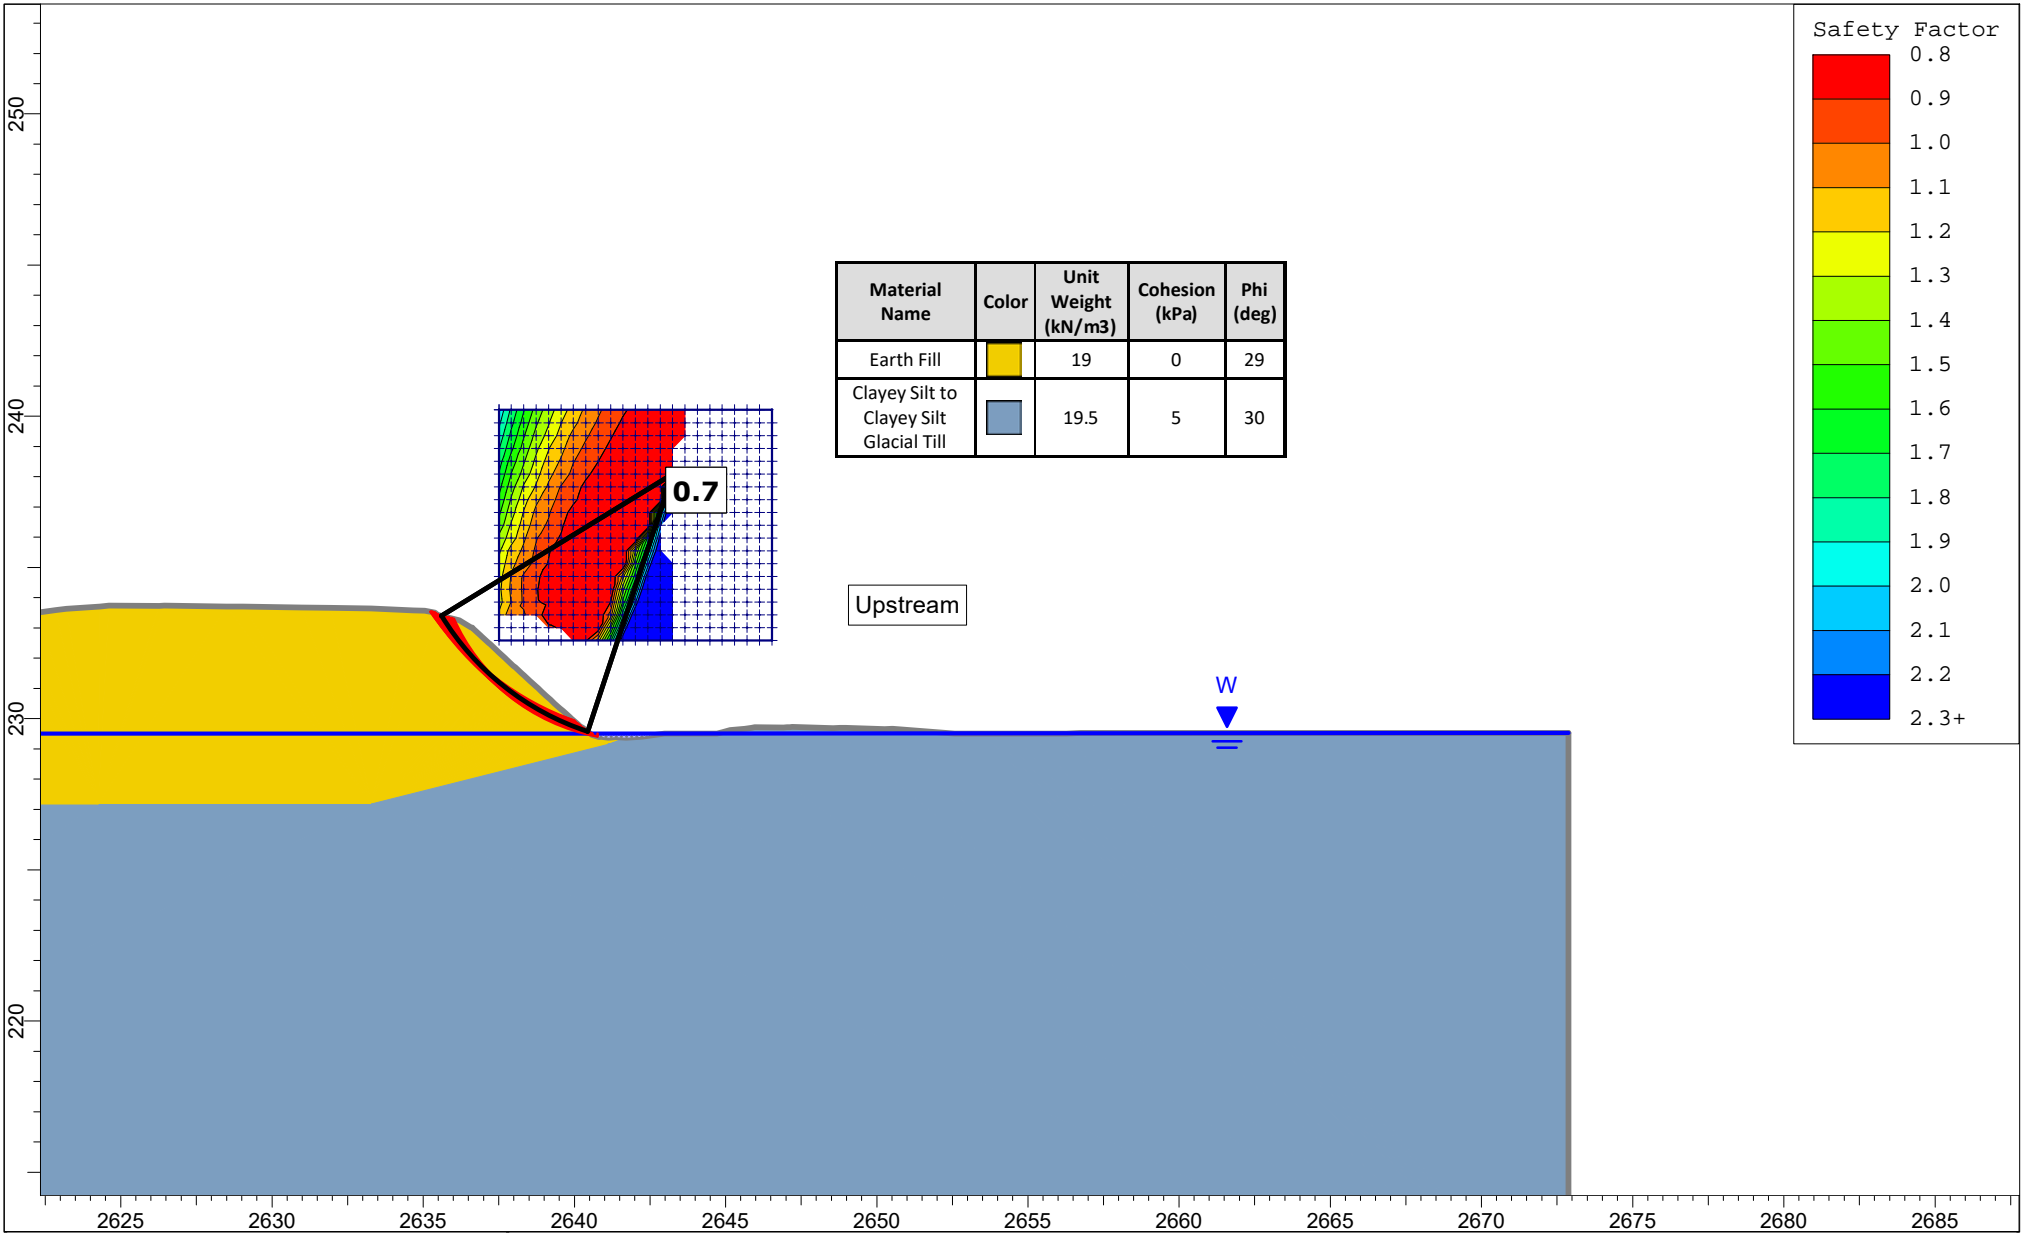 Safety Factor
0.8
0.9
1.0
1.1
1.2
1.3
1.4
1.5
1.6
1.7
1.8
1.9
2.0
2.1
2.2
2.3+
250
240
230
220
Material Name Color Unit Weight (kN/m3) Cohesion (kPa) Phi (deg)
Earth Fill 19 0 29
Clayey Silt to
Clayey Silt
Glacial Till 19.5 5 30
0.7
Upstream
W
2625 2630 2635 2640 2645 2650 2655 2660 2665 2670 2675 2680 2685